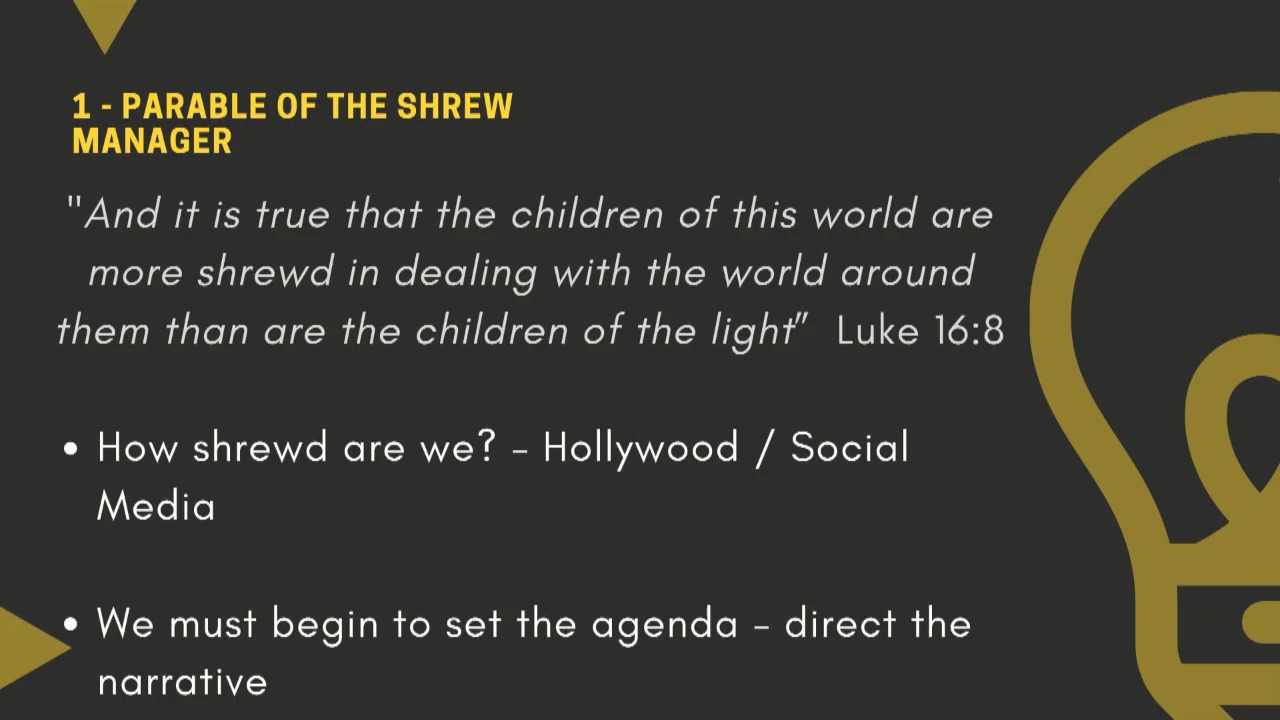 1 - PARABLE OF THE SHREW
MANAGER
"And it is true that the children of this world are
more shrewd in dealing with the world around
them than are the children of the light” Luke 16:8
• How shrewd are we? - Hollywood / Social
Media
• We must begin to set the agenda - direct the
narrative